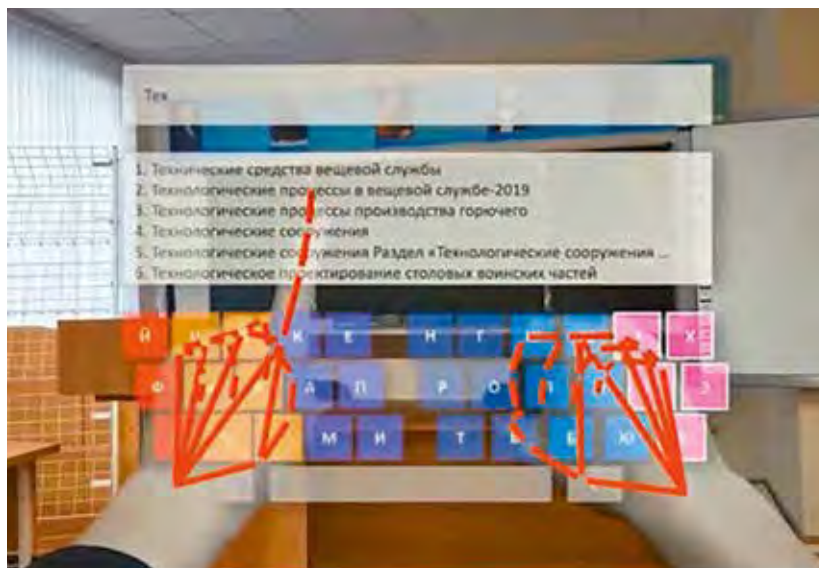 Тех
1. Технические средства вещевой службы
2. Технологические процессы в вещевой службе-2019
3. Технологические процессы производства горючего
4. Технологические сооружения
5. Технологические сооружения Раздел «Технологические сооружения ...
6. Технологическое проектирование столовых воинских частей
Й К Е Н Г Х
Ф А П Р О Л З
М И Т Ь Б Ю